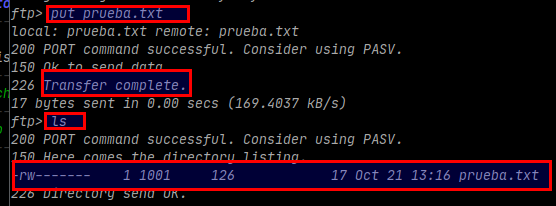 ftp> put prueba.txt
local: prueba.txt remote: prueba.txt
200 PORT command successful. Consider using PASV.
150 Ok to send data.
226 Transfer complete.
17 bytes sent in 0.00 secs (169.4037 kB/s)
ftp> ls
200 PORT command successful. Consider using PASV.
150 Here comes the directory listing.
-rw------- 1 1001 126 17 Oct 21 13:16 prueba.txt
226 Directory send OK.